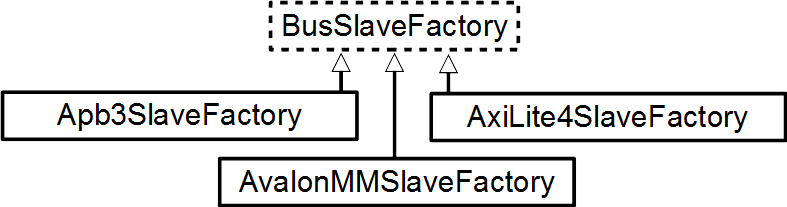 BusSlaveFactory
Apb3SlaveFactory
AxiLite4SlaveFactory
AvalonMMSlaveFactory